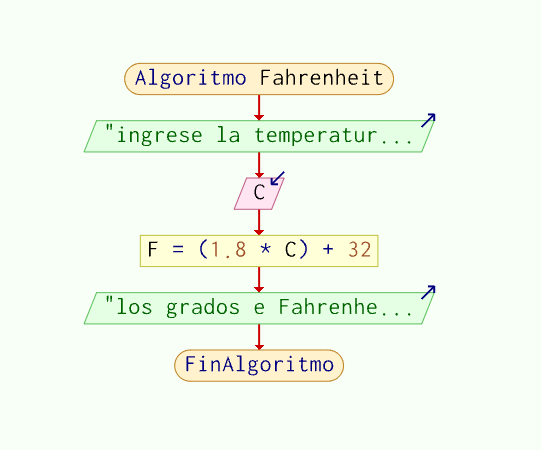 Algoritmo Fahrenheit
"ingrese la temperatur...
C
F = (1.8 * C) + 32
"los grados e Fahrenhe...
FinAlgoritmo